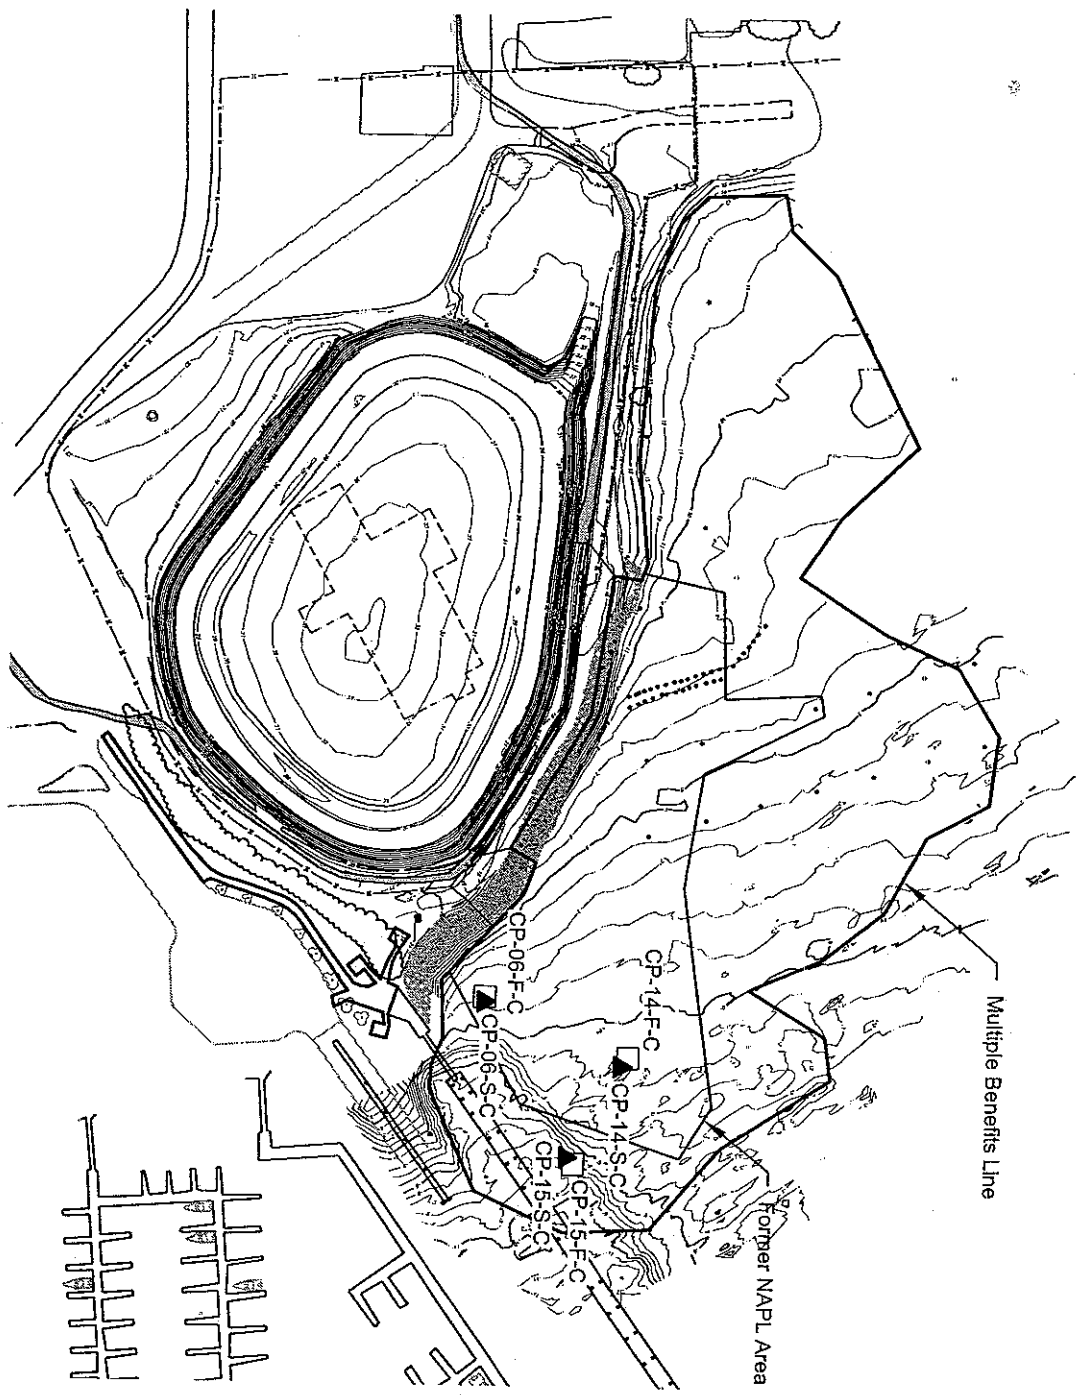 CP-06-F-C
CP-06-S-C
CP-14-F-C
CP-14-S-C
CP-15-F-C
CP-15-S-C
Multiple Benefits Line
Former NAPL Area